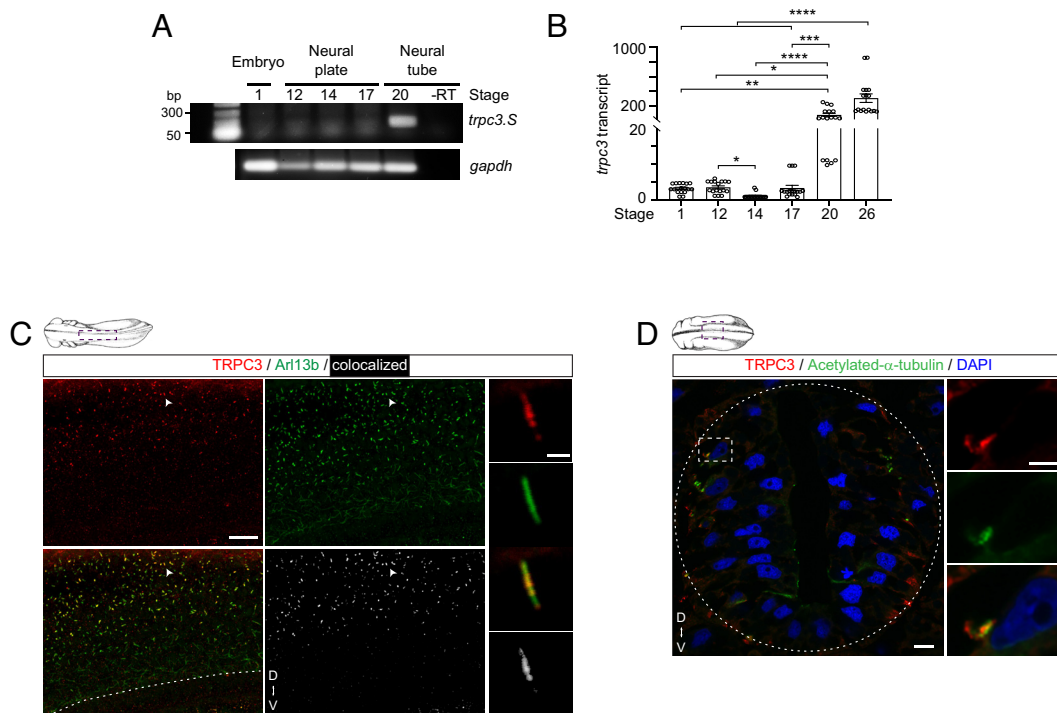 A
Embryo Neural plate Neural tube
bp 1 12 14 17 20 -RT Stage
300 trpc3.S
50
gapdh
B
**** 
***
****
*
**
*
1000
200
20
0
trpc3 transcript
Stage 1 12 14 17 20 26
C
TRPC3 / Arl13b / colocalized
D
V
D
TRPC3 / Acetylated-α-tubulin / DAPI
D
V